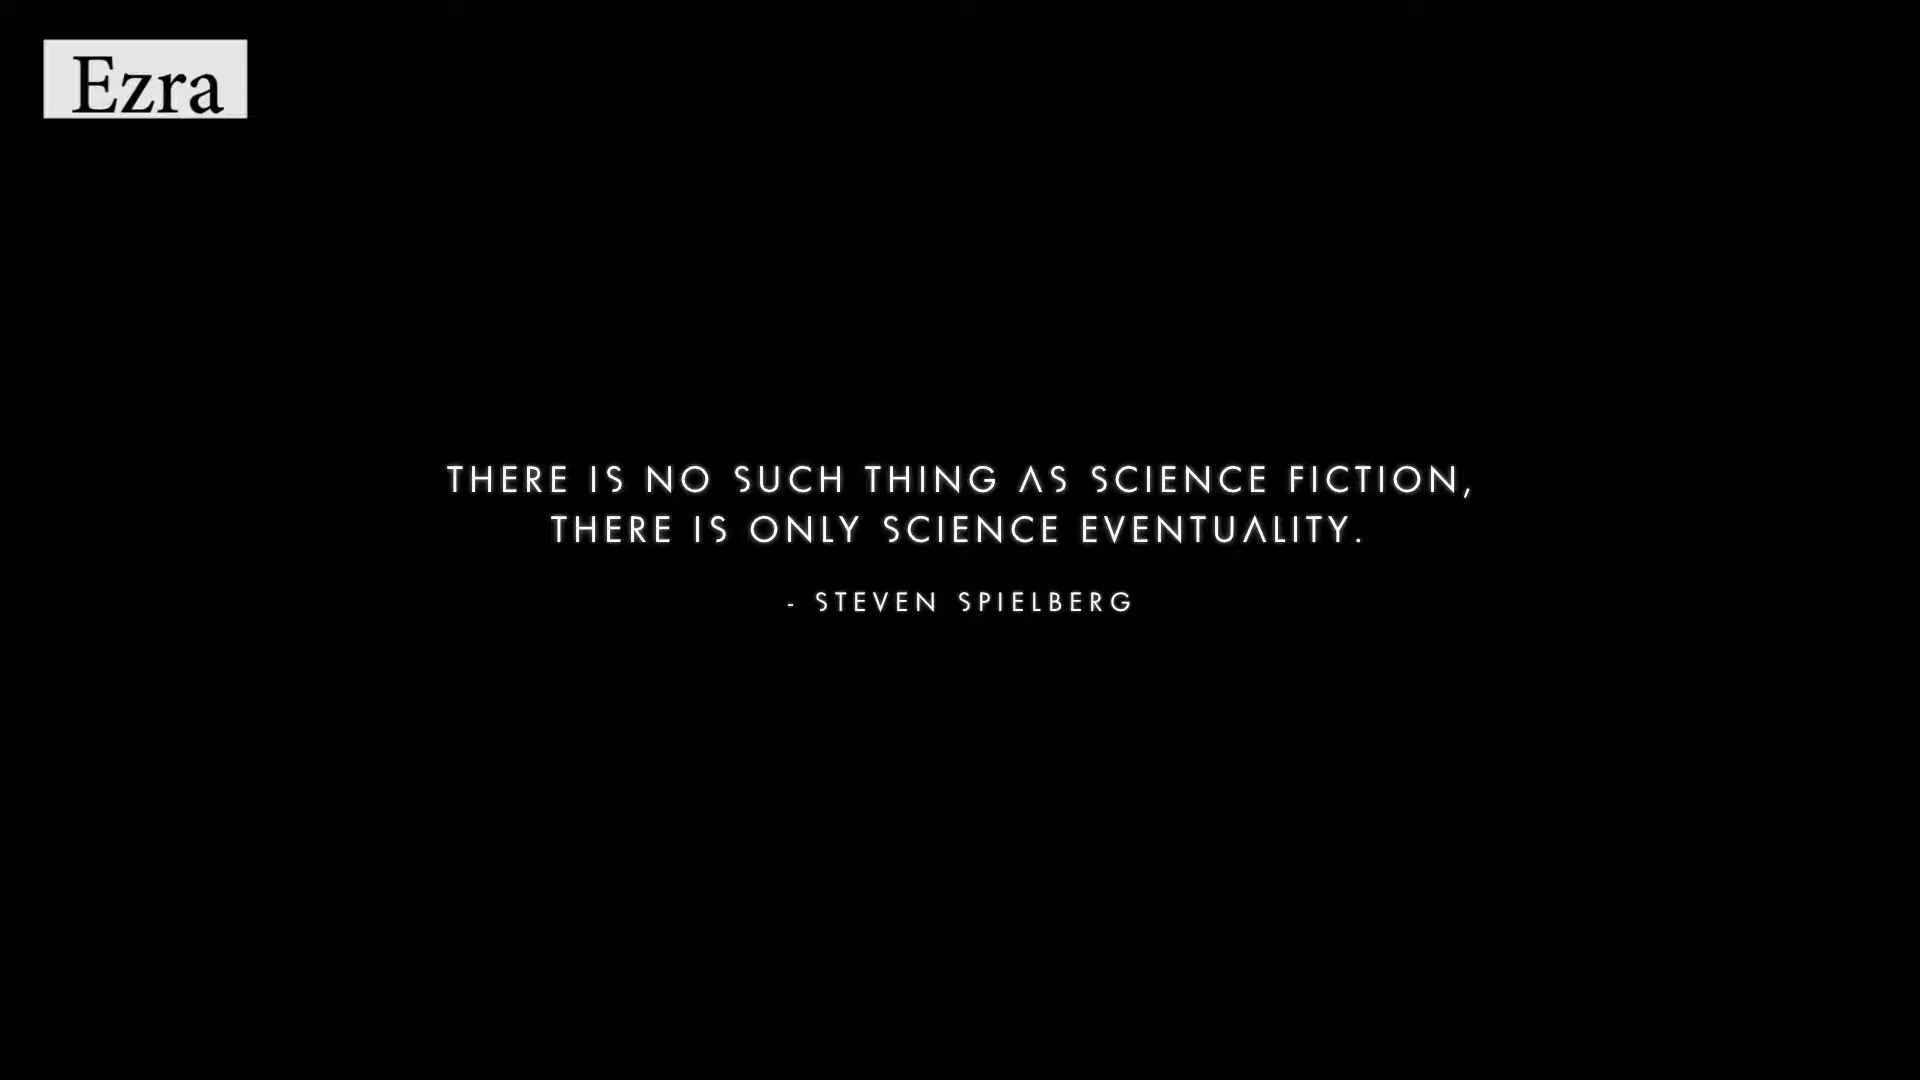 Ezra
THERE IS NO SUCH THING AS SCIENCE FICTION,
THERE IS ONLY SCIENCE EVENTUALITY.
- STEVEN SPIELBERG